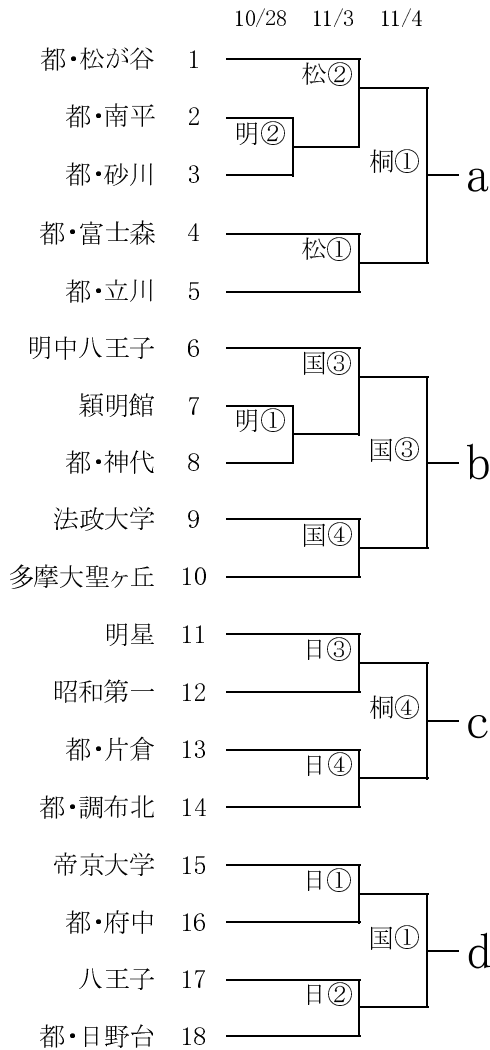 10/28 11/3 11/4
都・松が谷 1
松②
都・南平 2
明②
桐①
都・砂川 3
a
都・富士森 4
松①
都・立川 5
明中八王子 6
国③
穎明館 7
明①
国③
都・神代 8
b
法政大学 9
国④
多摩大聖ヶ丘 10
明星 11
日③
昭和第一 12
桐④
c
都・片倉 13
日④
都・調布北 14
帝京大学 15
日①
都・府中 16
国①
d
八王子 17
日②
都・日野台 18